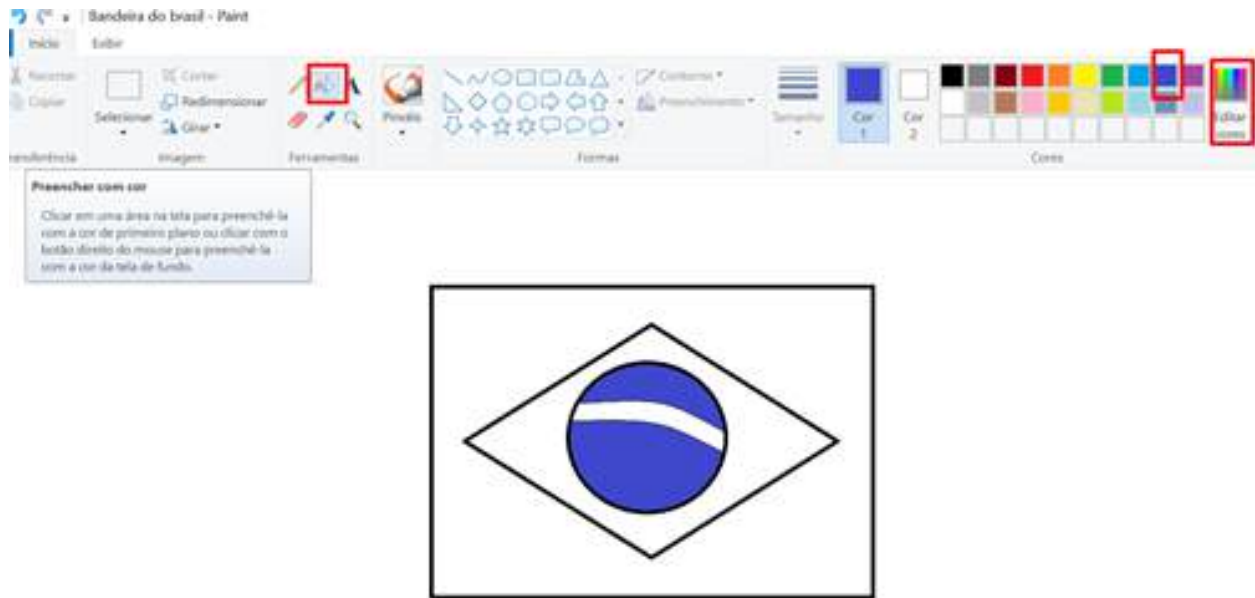 Bandeira do brasil - Paint
Início Exibir
Recortar
Copiar
Selecionar
Cortar
Redimensionar
Girar
Pincéis
Contorno
Preenchimento
Tamanho
Cor 1
Cor 2
Editar cores
Imagem Ferramentas Formas Cores
Preencher com cor
Clicar em uma área na tela para preenchê-la
com a cor de primeiro plano ou clicar com o
botão direito do mouse para preenchê-la
com a cor da tela de fundo.